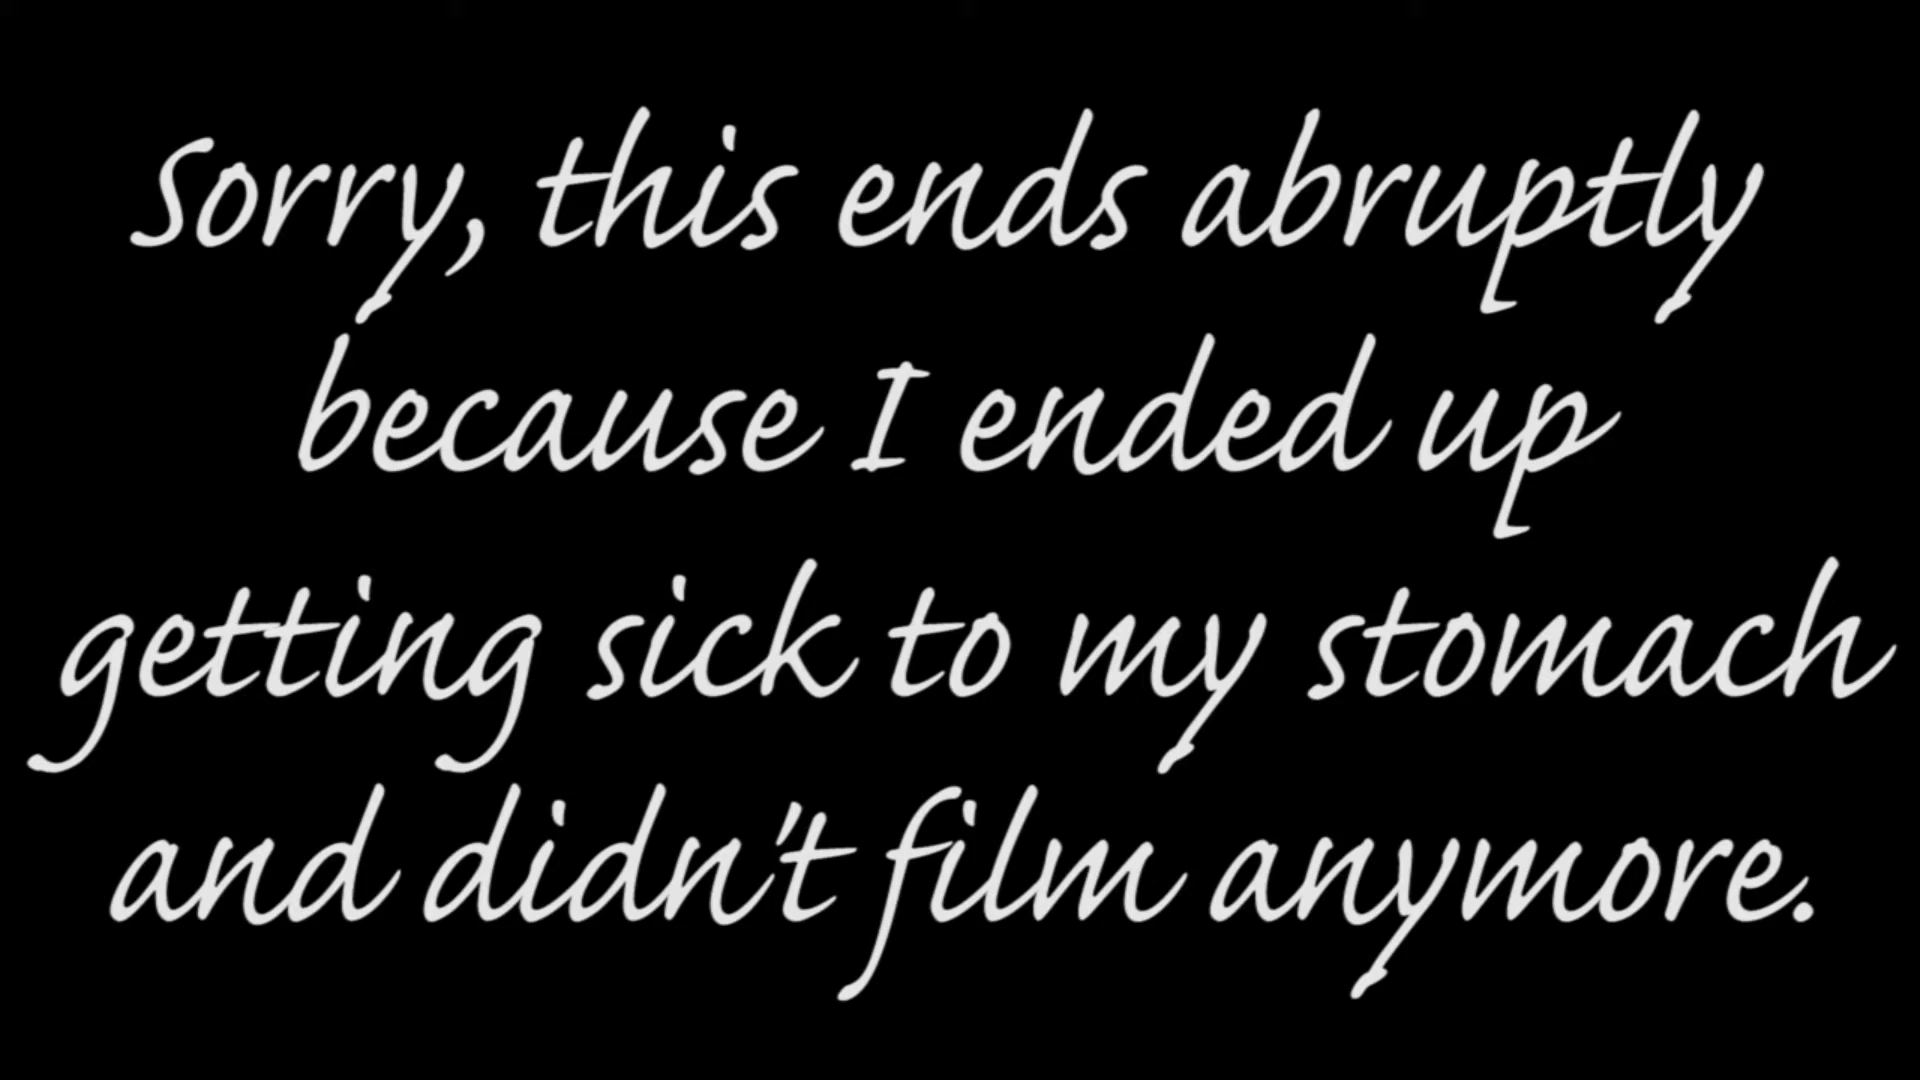 Sorry, this ends abruptly
because I ended up
getting sick to my stomach
and didn't film anymore.